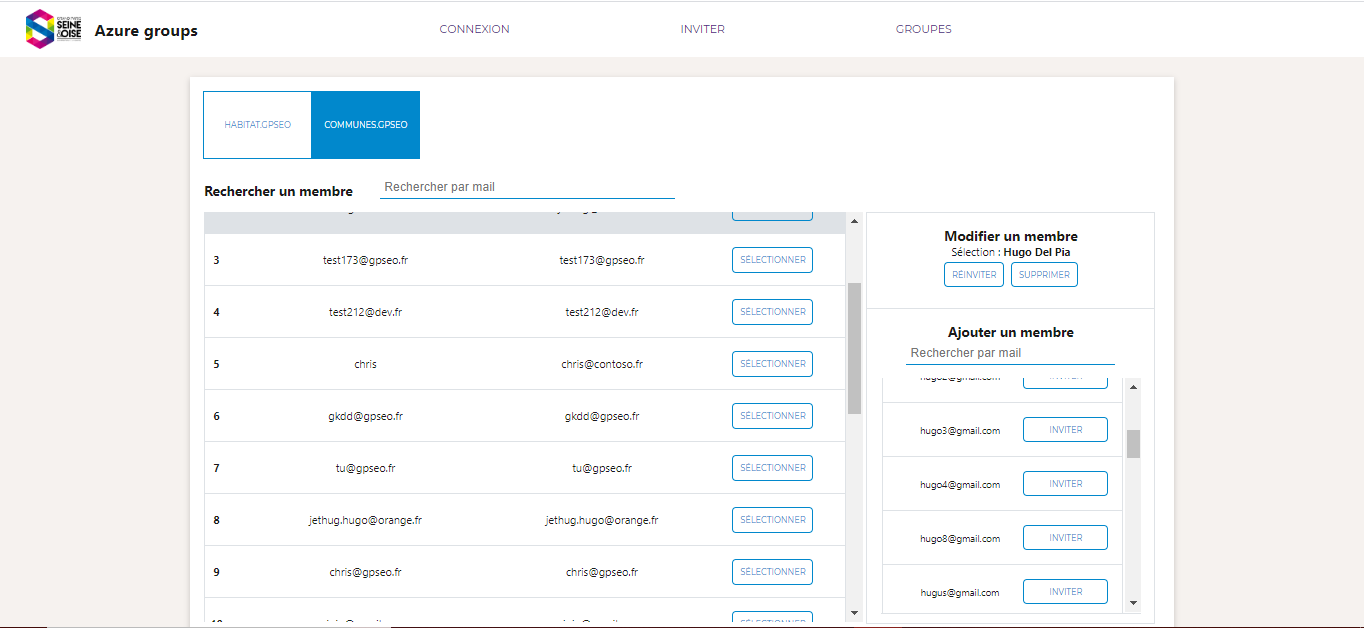 SEINE
&OISE
Azure groups
CONNEXION
INVITER
GROUPES
HABITAT.GPSEO
COMMUNES.GPSEO
Rechercher un membre
Rechercher par mail
3 test173@gpseo.fr test173@gpseo.fr SÉLECTIONNER
4 test212@dev.fr test212@dev.fr SÉLECTIONNER
5 chris chris@contoso.fr SÉLECTIONNER
6 gkdd@gpseo.fr gkdd@gpseo.fr SÉLECTIONNER
7 tu@gpseo.fr tu@gpseo.fr SÉLECTIONNER
8 jethug.hugo@orange.fr jethug.hugo@orange.fr SÉLECTIONNER
9 chris@gpseo.fr chris@gpseo.fr SÉLECTIONNER
Modifier un membre
Sélection : Hugo Del Pia
RÉINVITER SUPPRIMER
Ajouter un membre
Rechercher par mail
hugo2@gmail.com INVITER
hugo3@gmail.com INVITER
hugo4@gmail.com INVITER
hugo8@gmail.com INVITER
hugus@gmail.com INVITER